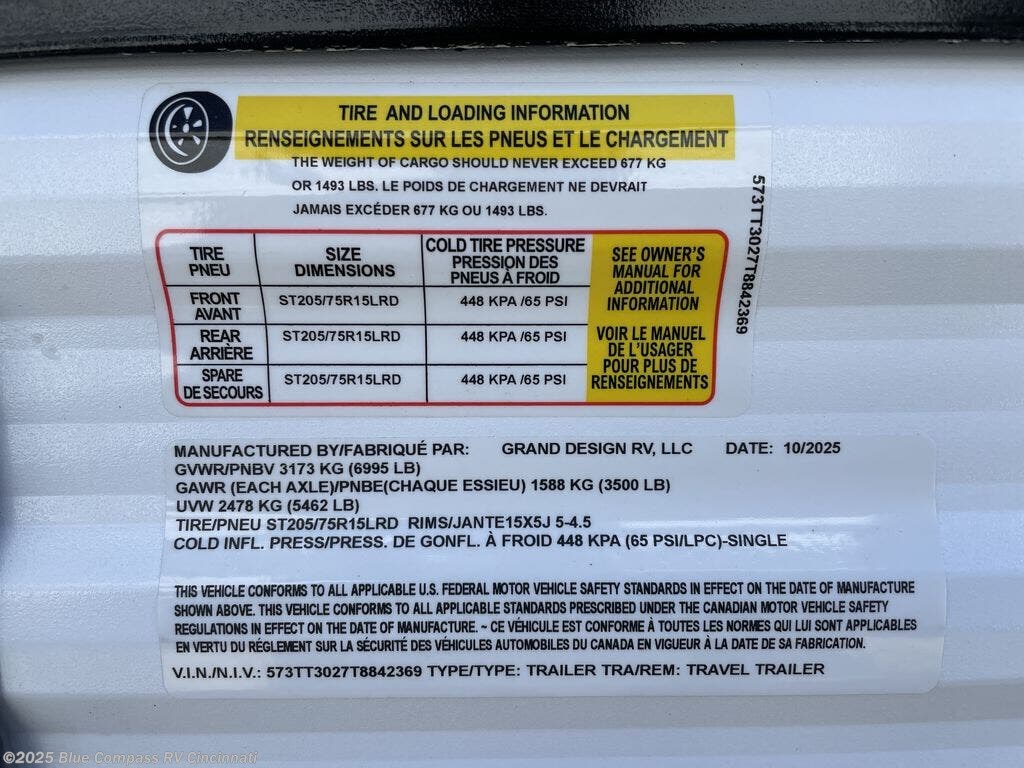 TIRE AND LOADING INFORMATION
RENSEIGNEMENTS SUR LES PNEUS ET LE CHARGEMENT
THE WEIGHT OF CARGO SHOULD NEVER EXCEED 677 KG
OR 1493 LBS. LE POIDS DE CHARGEMENT NE DEVRAIT
JAMAIS EXCÉDER 677 KG OU 1493 LBS.
573TT3027T8842369
TIRE
PNEU
SIZE
DIMENSIONS
COLD TIRE PRESSURE
PRESSION DES
PNEUS À FROID
FRONT
AVANT
ST205/75R15LRD
448 KPA /65 PSI
REAR
ARRIÈRE
ST205/75R15LRD
448 KPA /65 PSI
SPARE
DE SECOURS
ST205/75R15LRD
448 KPA /65 PSI
SEE OWNER'S
MANUAL FOR
ADDITIONAL
INFORMATION
VOIR LE MANUEL
DE L'USAGER
POUR PLUS DE
RENSEIGNEMENTS
MANUFACTURED BY/FABRIQUÉ PAR: GRAND DESIGN RV, LLC DATE: 10/2025
GVWR/PNBV 3173 KG (6995 LB)
GAWR (EACH AXLE)/PNBE(CHAQUE ESSIEU) 1588 KG (3500 LB)
UVW 2478 KG (5462 LB)
TIRE/PNEU ST205/75R15LRD RIMS/JANTE15X5J 5-4.5
COLD INFL. PRESS/PRESS. DE GONFL. À FROID 448 KPA (65 PSI/LPC)-SINGLE
THIS VEHICLE CONFORMS TO ALL APPLICABLE U.S. FEDERAL MOTOR VEHICLE SAFETY STANDARDS IN EFFECT ON THE DATE OF MANUFACTURE
SHOWN ABOVE. THIS VEHICLE CONFORMS TO ALL APPLICABLE STANDARDS PRESCRIBED UNDER THE CANADIAN MOTOR VEHICLE SAFETY
REGULATIONS IN EFFECT ON THE DATE OF MANUFACTURE. ~ CE VÉHICULE EST CONFORME À TOUTES LES NORMES QUI LUI SONT APPLICABLES
EN VERTU DU RÉGLEMENT SUR LA SÉCURITÉ DES VÉHICULES AUTOMOBILES DU CANADA EN VIGUEUR À LA DATE DE SA FABRICATION.
V.I.N./N.I.V.: 573TT3027T8842369 TYPE/TYPE: TRAILER TRA/REM: TRAVEL TRAILER
©2025 Blue Compass RV Cincinnati